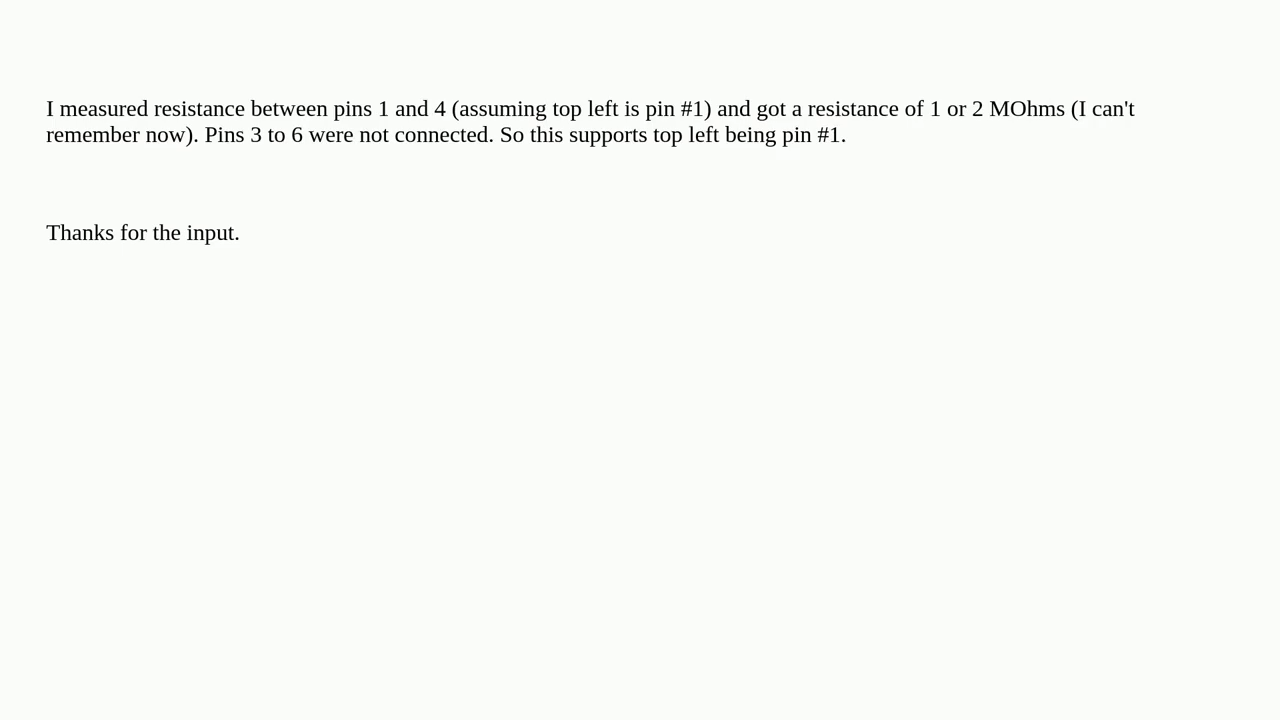 I measured resistance between pins 1 and 4 (assuming top left is pin #1) and got a resistance of 1 or 2 MOhms (I can't
remember now). Pins 3 to 6 were not connected. So this supports top left being pin #1.
Thanks for the input.